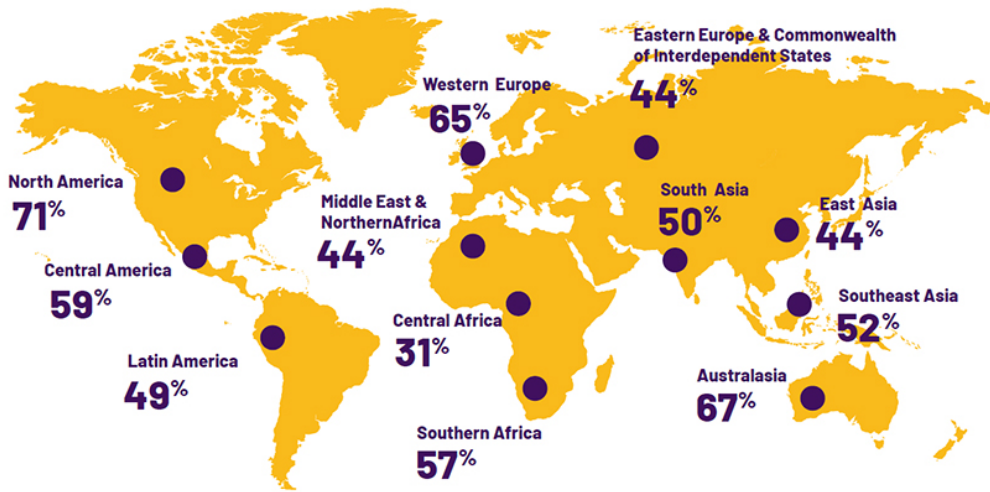 Eastern Europe & Commonwealth
of Interdependent States
44%
Western Europe
65%
North America
71%
Middle East &
NorthernAfrica
44%
South Asia
50%
East Asia
44%
Central America
59%
Southeast Asia
52%
Central Africa
31%
Latin America
49%
Australasia
67%
Southern Africa
57%